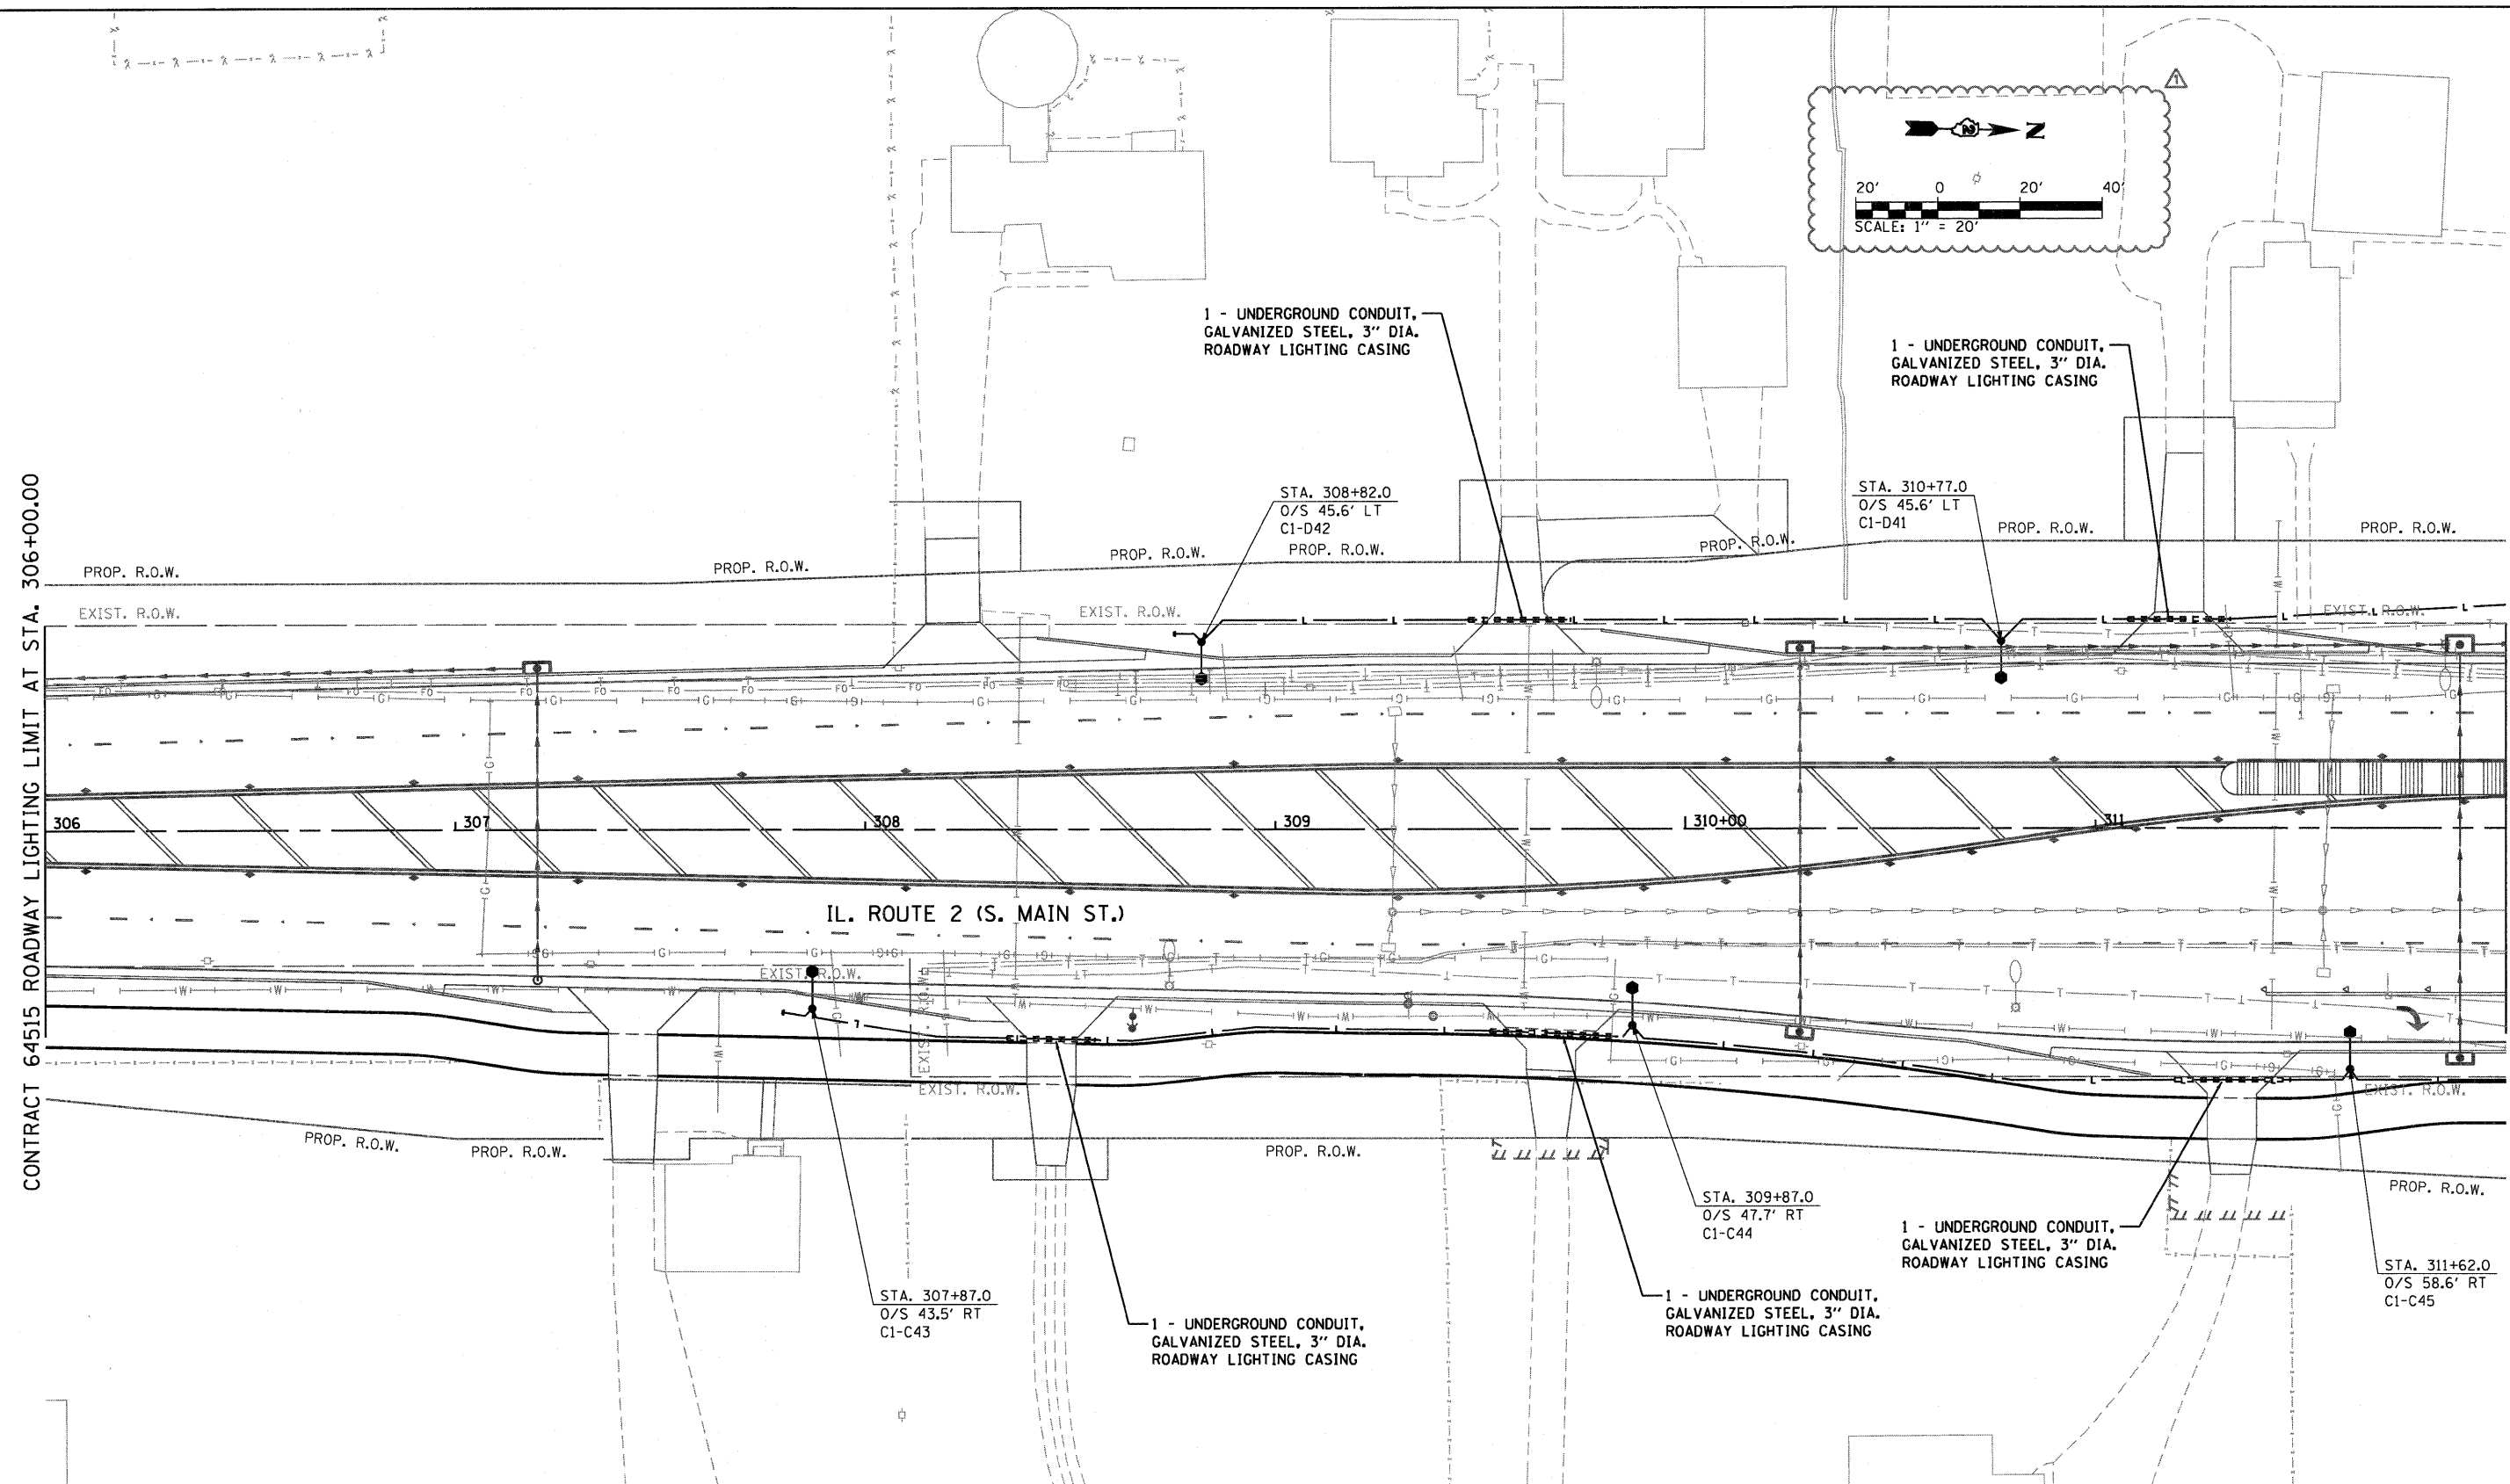 1
N
20' 0 20' 40'
SCALE: 1" = 20'
1 - UNDERGROUND CONDUIT,
GALVANIZED STEEL, 3" DIA.
ROADWAY LIGHTING CASING
1 - UNDERGROUND CONDUIT,
GALVANIZED STEEL, 3" DIA.
ROADWAY LIGHTING CASING
STA. 308+82.0
O/S 45.6' LT
C1-D42
STA. 310+77.0
O/S 45.6' LT
C1-D41
PROP. R.O.W.
PROP. R.O.W.
PROP. R.O.W.
PROP. R.O.W.
PROP. R.O.W.
PROP. R.O.W.
PROP. R.O.W.
EXIST. R.O.W.
EXIST. R.O.W.
EXIST. R.O.W.
CONTRACT 64515 ROADWAY LIGHTING LIMIT AT STA. 306+00.00
306
307
308
309
310+00
311
IL. ROUTE 2 (S. MAIN ST.)
EXIST. R.O.W.
EXIST. R.O.W.
EXIST. R.O.W.
EXIST. R.O.W.
PROP. R.O.W.
PROP. R.O.W.
PROP. R.O.W.
PROP. R.O.W.
STA. 307+87.0
O/S 43.5' RT
C1-C43
1 - UNDERGROUND CONDUIT,
GALVANIZED STEEL, 3" DIA.
ROADWAY LIGHTING CASING
STA. 309+87.0
O/S 47.7' RT
C1-C44
1 - UNDERGROUND CONDUIT,
GALVANIZED STEEL, 3" DIA.
ROADWAY LIGHTING CASING
1 - UNDERGROUND CONDUIT,
GALVANIZED STEEL, 3" DIA.
ROADWAY LIGHTING CASING
STA. 311+62.0
O/S 58.6' RT
C1-C45